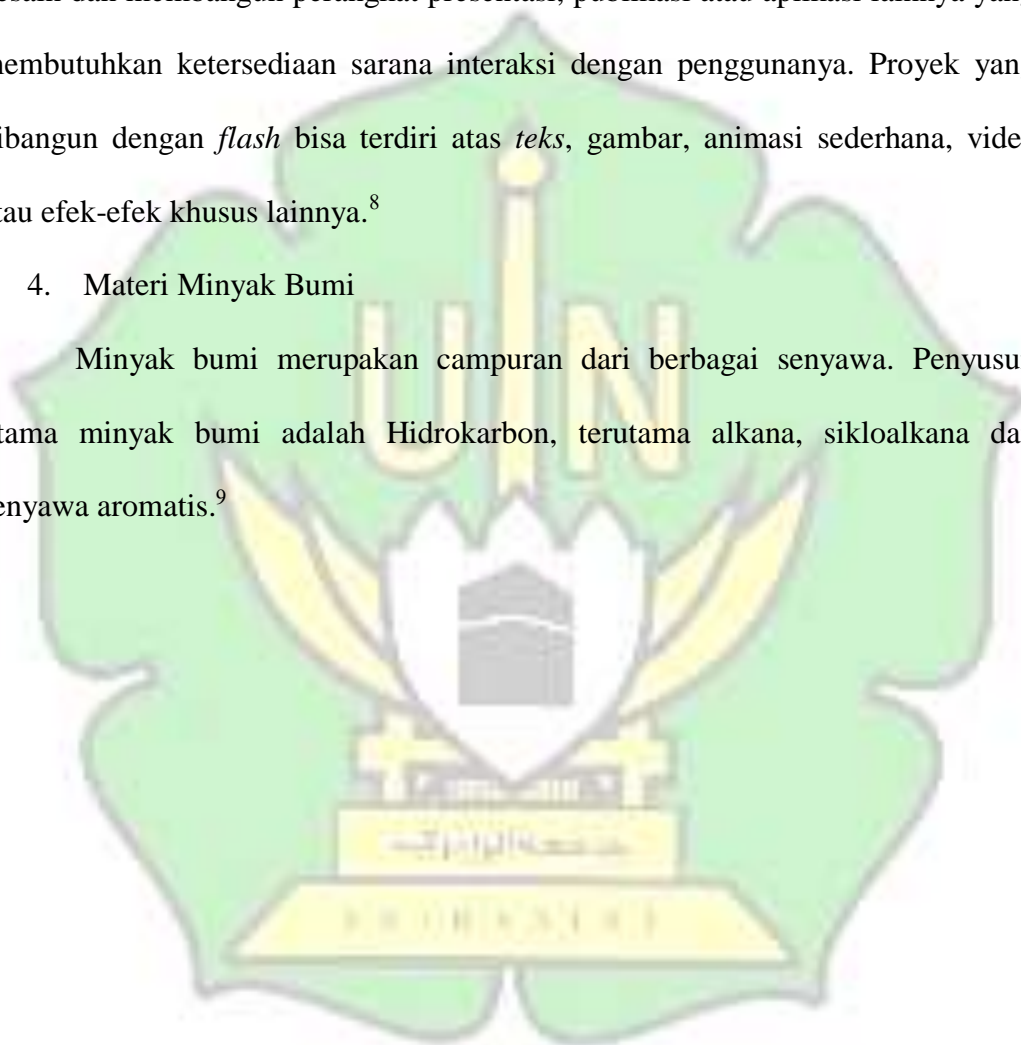 membutuhkan ketersediaan sarana interaksi dengan penggunanya. Proyek yan
ibangun dengan flash bisa terdiri atas teks, gambar, animasi sederhana, vide
tau efek-efek khusus lainnya.8
4. Materi Minyak Bumi
Minyak bumi merupakan campuran dari berbagai senyawa. Penyusu
tama minyak bumi adalah Hidrokarbon, terutama alkana, sikloalkana da
enyawa aromatis.9
UIN